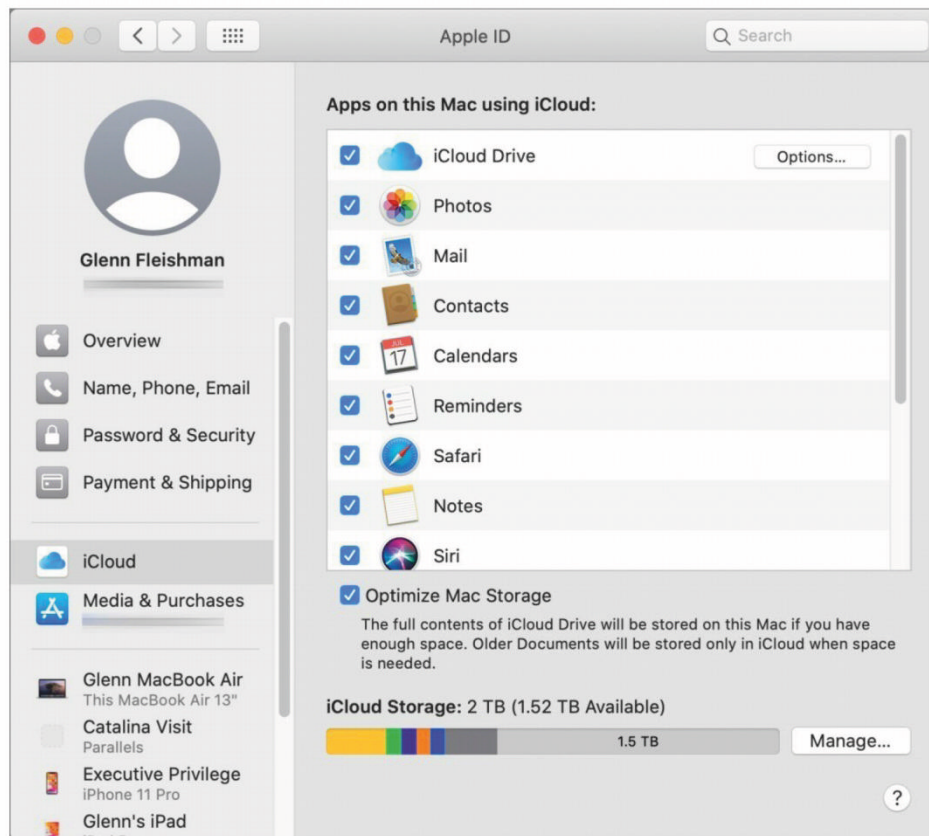 Apple ID
Search
Glenn Fleishman
Overview
Name, Phone, Email
Password & Security
Payment & Shipping
iCloud
Media & Purchases
Glenn MacBook Air
This MacBook Air 13"
Catalina Visit
Parallels
Executive Privilege
iPhone 11 Pro
Glenn's iPad
Apps on this Mac using iCloud:
iCloud Drive
Options...
Photos
Mail
Contacts
JUL
17
Calendars
Reminders
Safari
Notes
Siri
Optimize Mac Storage
The full contents of iCloud Drive will be stored on this Mac if you have
enough space. Older Documents will be stored only in iCloud when space
is needed.
iCloud Storage: 2 TB (1.52 TB Available)
1.5 TB
Manage...
?